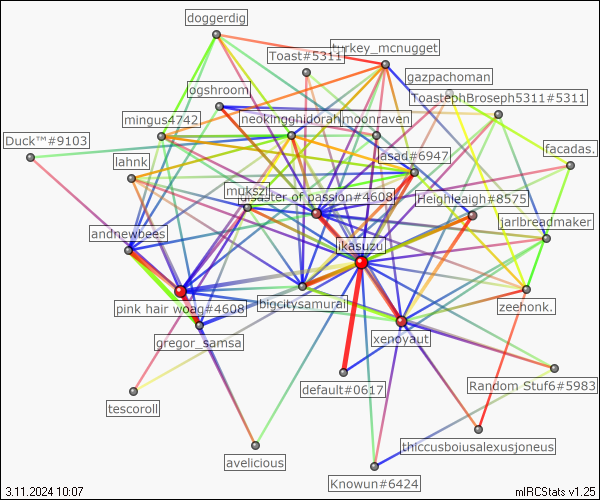 doggerdig
turkey_mcnugget
Toast#5311
gazpachoman
ogshroom
ToastephBroseph5311#5311
mingus4742
neokingghidorah
moonraven
Duck™#9103
facadas.
lahnk
jasad#6947
mukszi
disaster of passion#4608
Heighleaigh#8575
jarlbreadmaker
andnewbees
ikasuzu
pink hair woag#4608
bigcitysamurai
zeehonk.
gregor_samsa
xenoyaut
default#0617
Random Stuf6#5983
tescoroll
thiccusboiusalexusjoneus
avelicious
Knowun#6424
3.11.2024 10:07
mIRCStats v1.25